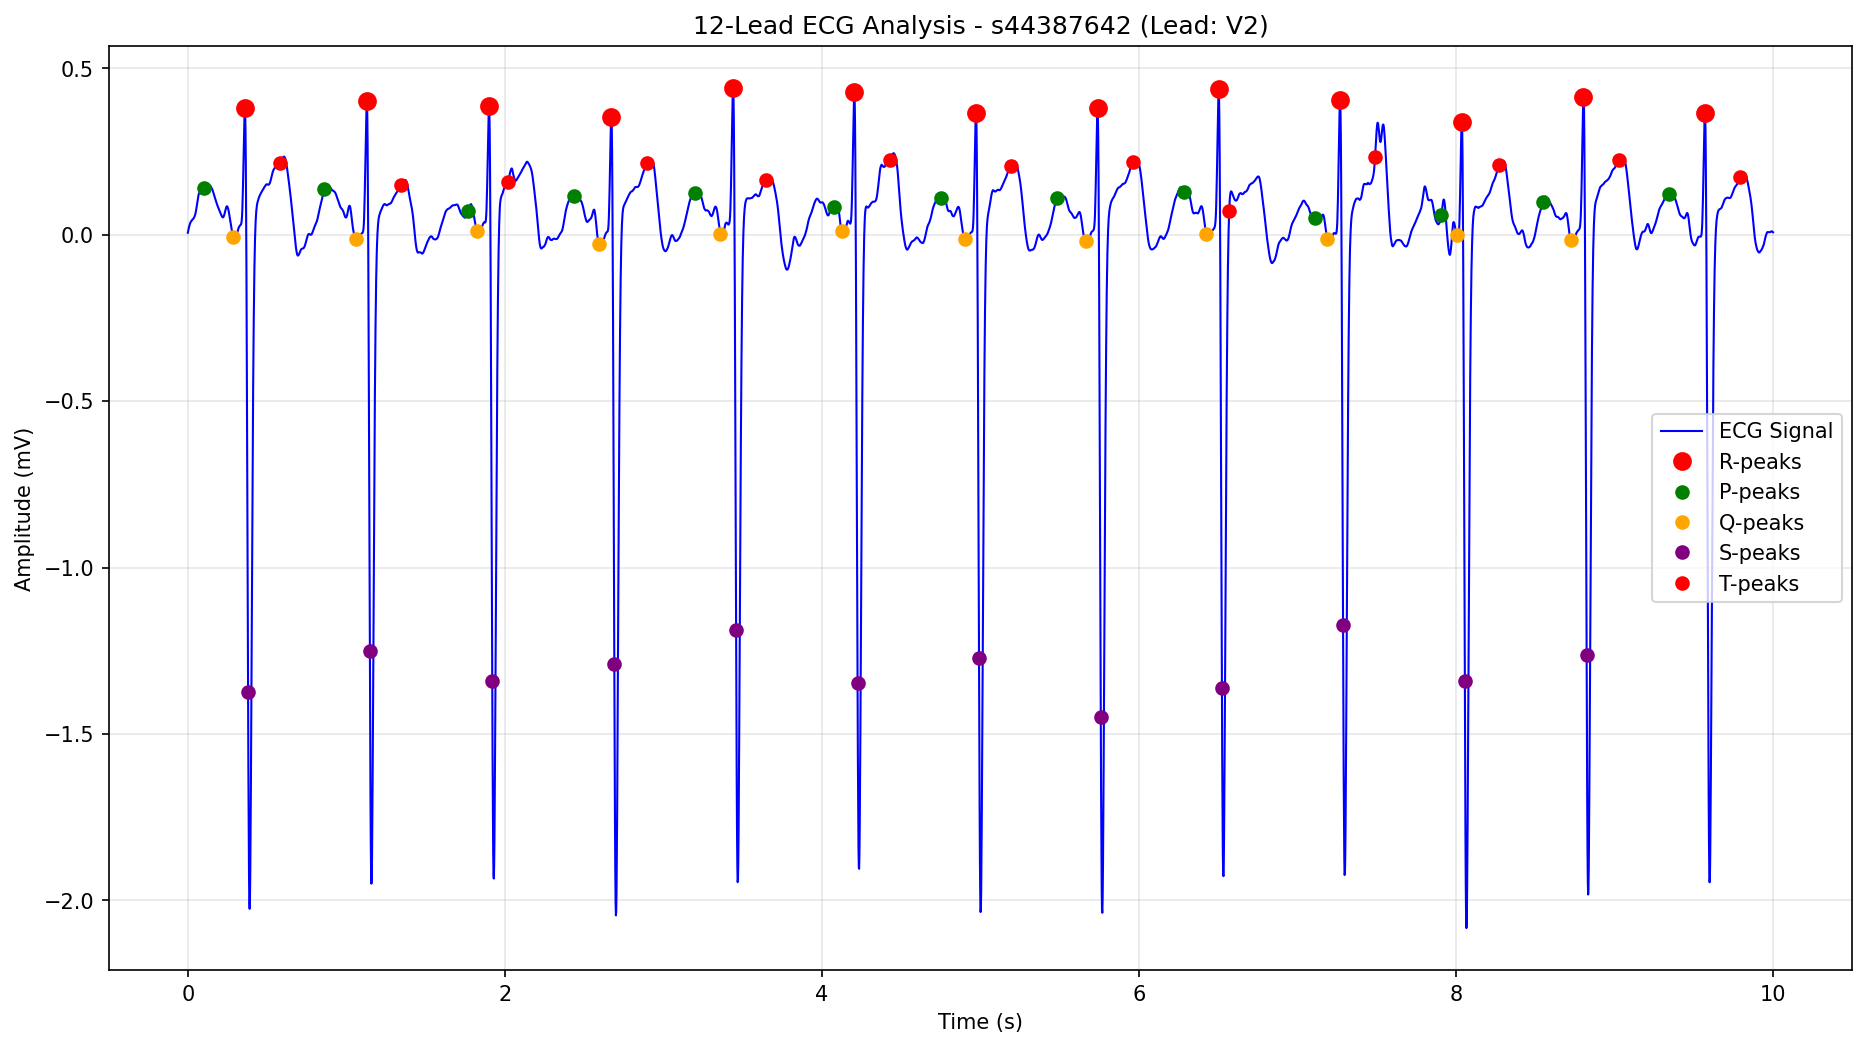 12-Lead ECG Analysis - s44387642 (Lead: V2)
0.5
0.0
−0.5
−1.0
−1.5
−2.0
Amplitude (mV)
ECG Signal
R-peaks
P-peaks
Q-peaks
S-peaks
T-peaks
0 2 4 6 8 10
Time (s)